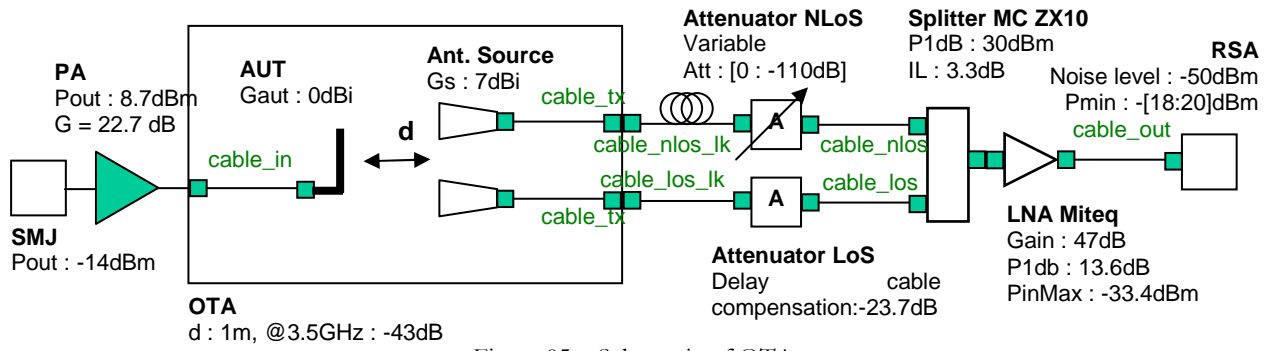 PA
Pout : 8.7dBm
G = 22.7 dB
SMJ
Pout : -14dBm
cable_in
AUT
Gaut : 0dBi
d
Ant. Source
Gs : 7dBi
cable_tx
cable_tx
OTA
d : 1m, @3.5GHz : -43dB
Attenuator NLoS
Variable
Att : [0 : -110dB]
A
cable_nlos_lk
cable_nlos
cable_los_lk
cable_los
A
Attenuator LoS
Delay cable
compensation:-23.7dB
Splitter MC ZX10
P1dB : 30dBm
IL : 3.3dB
LNA Miteq
Gain : 47dB
P1db : 13.6dB
PinMax : -33.4dBm
RSA
Noise level : -50dBm
Pmin : -[18:20]dBm
cable_out